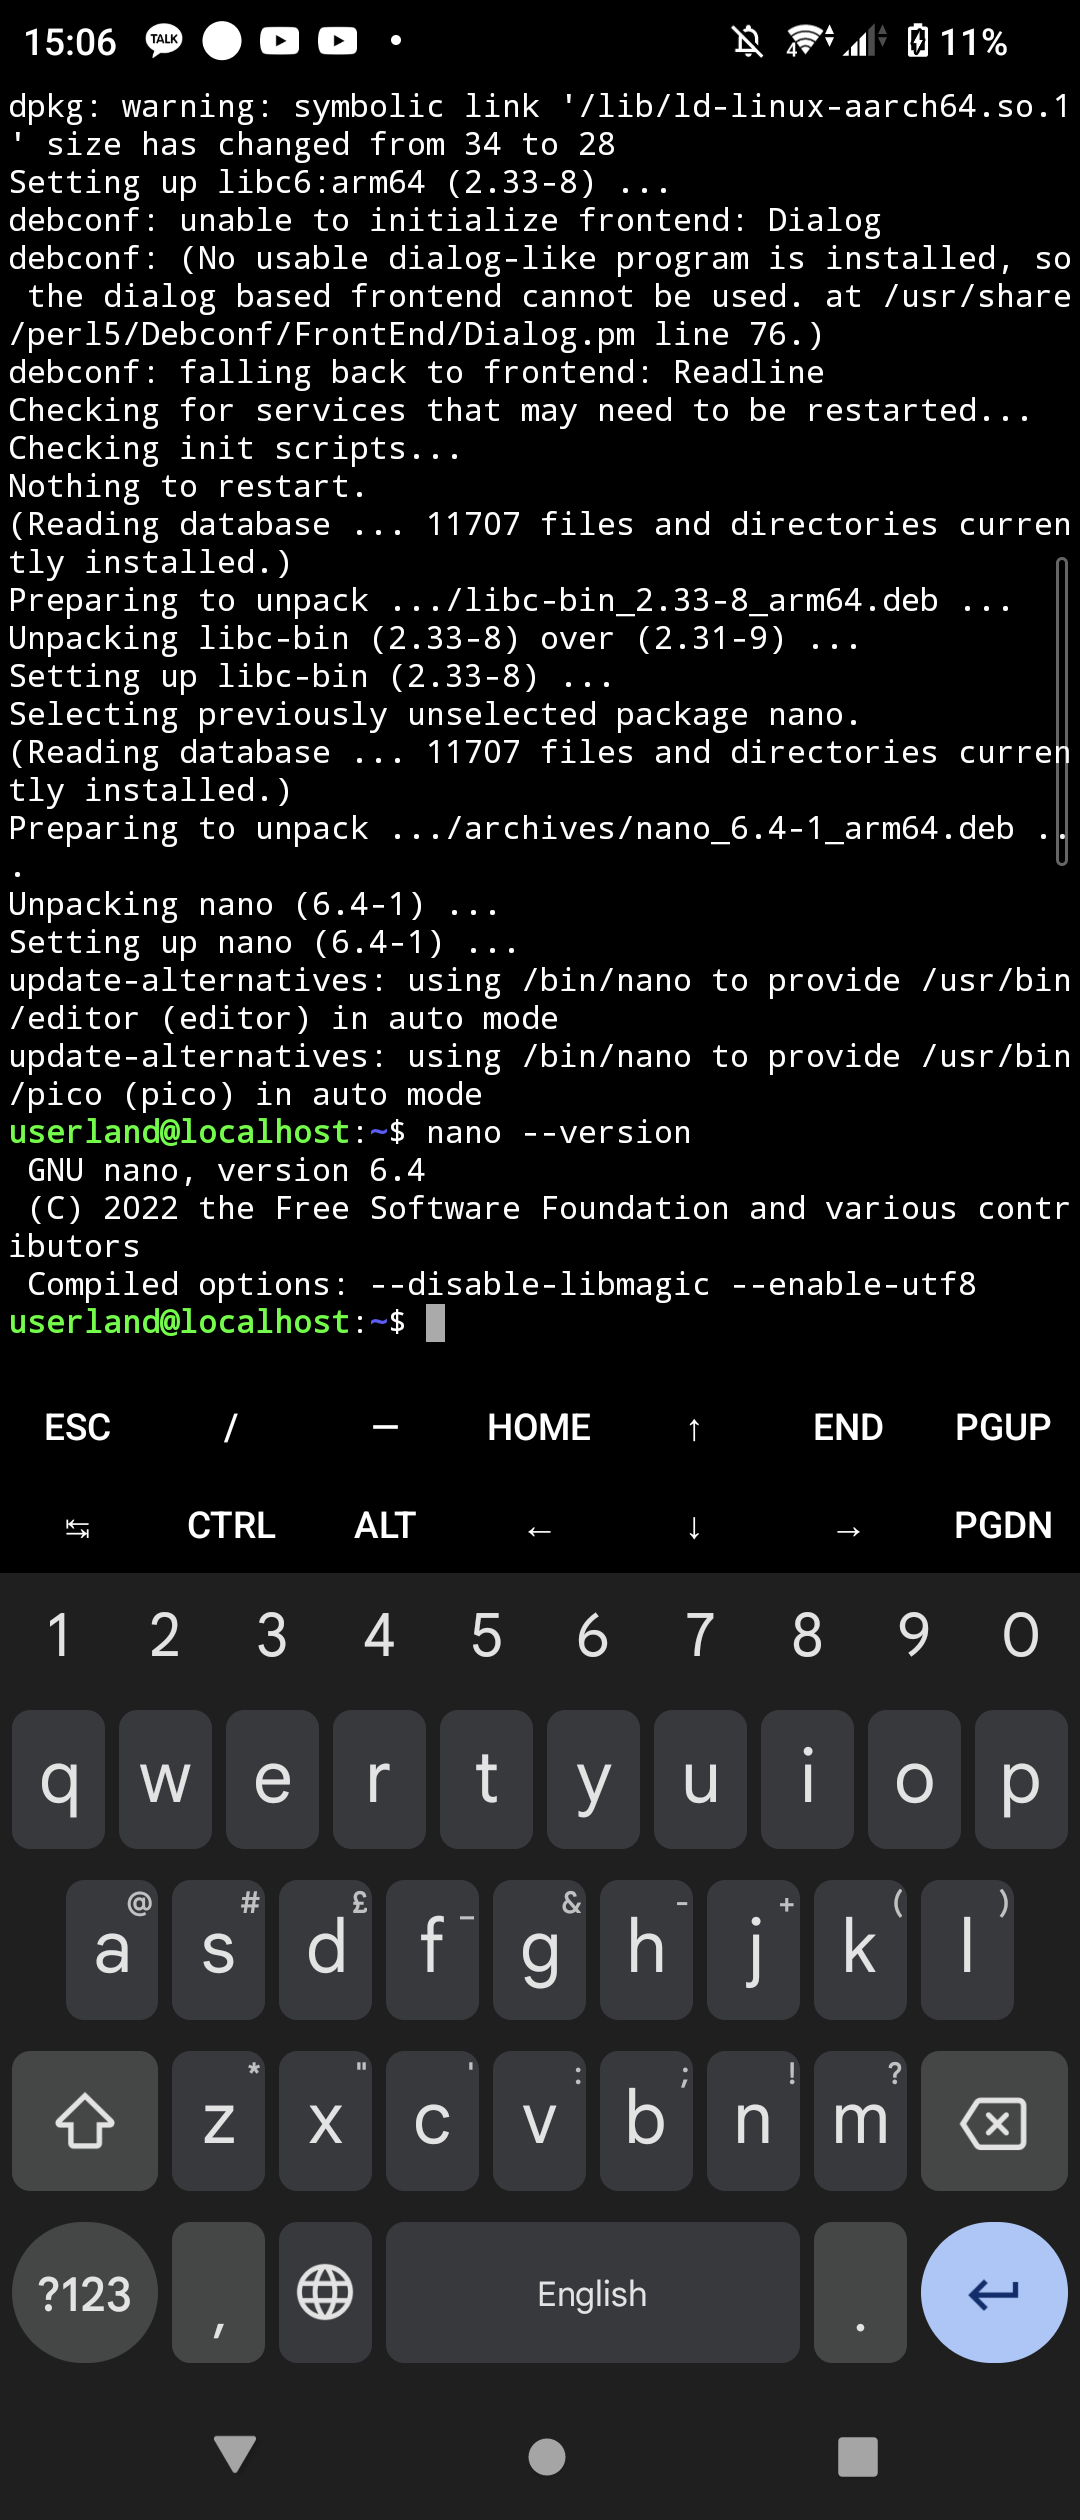 15:06 TALK 4 11%
dpkg: warning: symbolic link '/lib/ld-linux-aarch64.so.1
' size has changed from 34 to 28
Setting up libc6:arm64 (2.33-8) ...
debconf: unable to initialize frontend: Dialog
debconf: (No usable dialog-like program is installed, so
 the dialog based frontend cannot be used. at /usr/share
/perl5/Debconf/FrontEnd/Dialog.pm line 76.)
debconf: falling back to frontend: Readline
Checking for services that may need to be restarted...
Checking init scripts...
Nothing to restart.
(Reading database ... 11707 files and directories curren
tly installed.)
Preparing to unpack .../libc-bin_2.33-8_arm64.deb ...
Unpacking libc-bin (2.33-8) over (2.31-9) ...
Setting up libc-bin (2.33-8) ...
Selecting previously unselected package nano.
(Reading database ... 11707 files and directories curren
tly installed.)
Preparing to unpack .../archives/nano_6.4-1_arm64.deb ..
.
Unpacking nano (6.4-1) ...
Setting up nano (6.4-1) ...
update-alternatives: using /bin/nano to provide /usr/bin
/editor (editor) in auto mode
update-alternatives: using /bin/nano to provide /usr/bin
/pico (pico) in auto mode
userland@localhost:~$ nano --version
 GNU nano, version 6.4
 (C) 2022 the Free Software Foundation and various contr
ibutors
 Compiled options: --disable-libmagic --enable-utf8
userland@localhost:~$
ESC / — HOME ↑ END PGUP
↹ CTRL ALT ← ↓ → PGDN
1 2 3 4 5 6 7 8 9 0
q w e r t y u i o p
@ # £ _ & - + ( )
a s d f g h j k l
* " ' : ; ! ?
z x c v b n m
?123 , English .